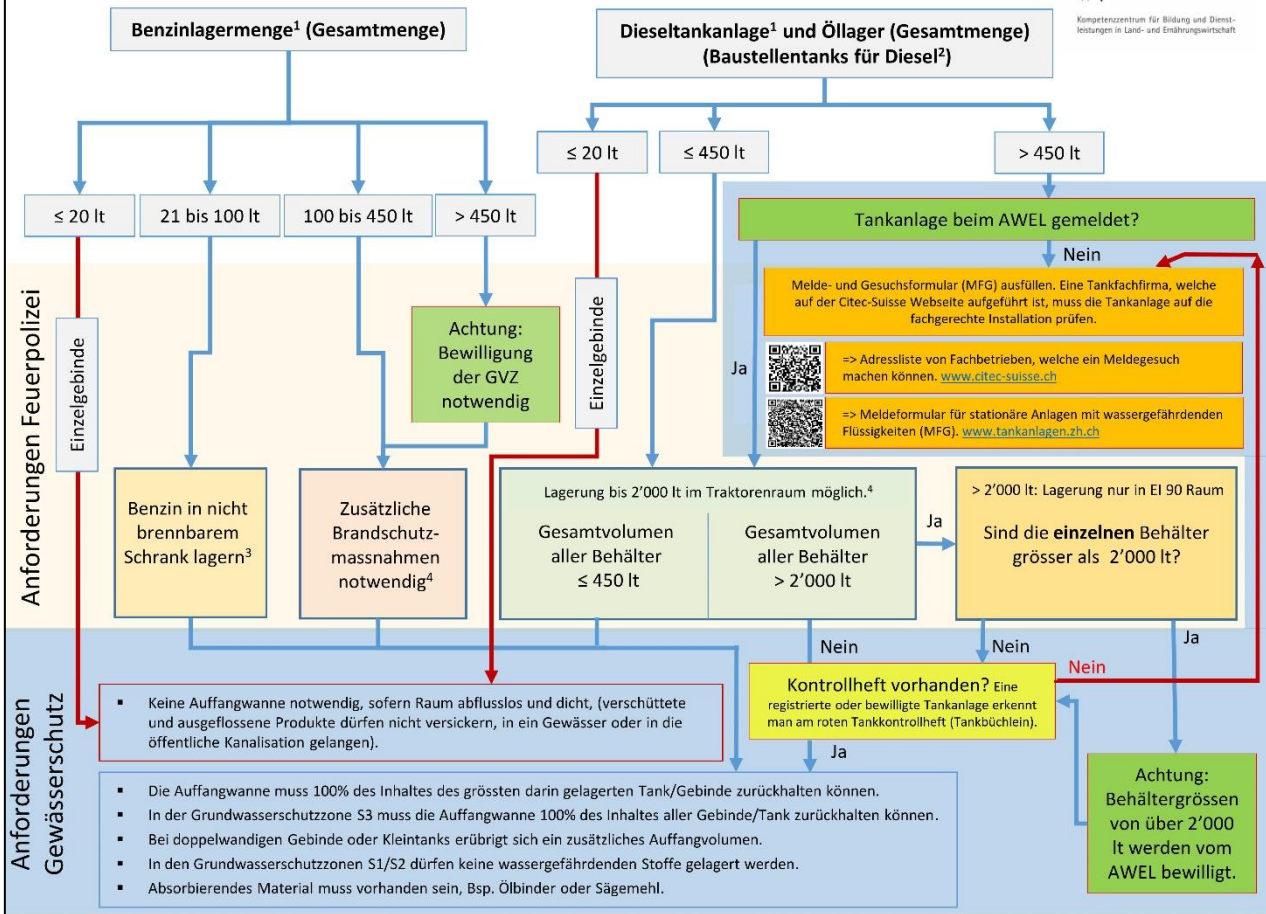 Kompetenzzentrum für Bildung und Dienst-
leistungen in Land- und Ernährungswirtschaft
Benzinlagermenge¹ (Gesamtmenge)
Dieseltankanlage¹ und Öllager (Gesamtmenge)
(Baustellentanks für Diesel²)
≤ 20 lt
≤ 450 lt
> 450 lt
≤ 20 lt
21 bis 100 lt
100 bis 450 lt
> 450 lt
Tankanlage beim AWEL gemeldet?
Nein
Anforderungen Feuerpolizei
Einzelgebinde
Achtung:
Bewilligung
der GVZ
notwendig
Einzelgebinde
Ja
Melde- und Gesuchsformular (MFG) ausfüllen. Eine Tankfachfirma, welche
auf der Citec-Suisse Webseite aufgeführt ist, muss die Tankanlage auf die
fachgerechte Installation prüfen.
=> Adressliste von Fachbetrieben, welche ein Meldegesuch
machen können. www.citec-suisse.ch
=> Meldeformular für stationäre Anlagen mit wassergefährdenden
Flüssigkeiten (MFG). www.tankanlagen.zh.ch
Benzin in nicht
brennbarem
Schrank lagern³
Zusätzliche
Brandschutz-
massnahmen
notwendig⁴
Lagerung bis 2'000 lt im Traktorenraum möglich.⁴
Gesamtvolumen
aller Behälter
≤ 450 lt
Gesamtvolumen
aller Behälter
> 2'000 lt
Ja
> 2'000 lt: Lagerung nur in EI 90 Raum
Sind die einzelnen Behälter
grösser als 2'000 lt?
Nein
Nein
Ja
Nein
Anforderungen
Gewässerschutz
Keine Auffangwanne notwendig, sofern Raum abflusslos und dicht, (verschüttete
und ausgeflossene Produkte dürfen nicht versickern, in ein Gewässer oder in die
öffentliche Kanalisation gelangen).
Kontrollheft vorhanden? Eine
registrierte oder bewilligte Tankanlage erkennt
man am roten Tankkontrollheft (Tankbüchlein).
Ja
Die Auffangwanne muss 100% des Inhaltes des grössten darin gelagerten Tank/Gebinde zurückhalten können.
In der Grundwasserschutzzone S3 muss die Auffangwanne 100% des Inhaltes aller Gebinde/Tank zurückhalten können.
Bei doppelwandigen Gebinde oder Kleintanks erübrigt sich ein zusätzliches Auffangvolumen.
In den Grundwasserschutzzonen S1/S2 dürfen keine wassergefährdenden Stoffe gelagert werden.
Absorbierendes Material muss vorhanden sein, Bsp. Ölbinder oder Sägemehl.
Achtung:
Behältergrössen
von über 2'000
lt werden vom
AWEL bewilligt.